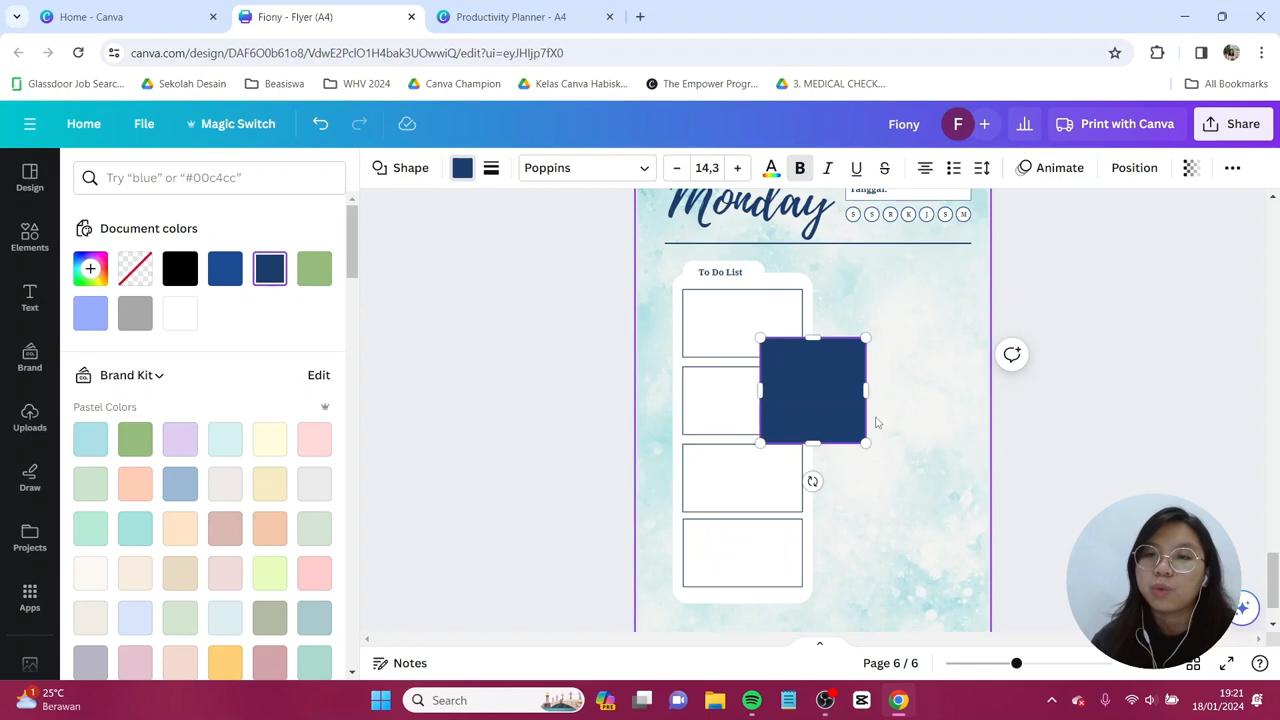 Home - Canva
Fiony - Flyer (A4)
Productivity Planner - A4
canva.com/design/DAF6O0b61o8/VdwE2PclO1H4bak3UOwwiQ/edit?ui=eyJHIjp7fX0
Glassdoor Job Searc...
Sekolah Desain
Beasiswa
WHV 2024
Canva Champion
Kelas Canva Habisk...
The Empower Progr...
3. MEDICAL CHECK...
All Bookmarks
Home
File
Magic Switch
Fiony
F
Print with Canva
Share
Design
Elements
Text
Brand
Uploads
Draw
Projects
Apps
Try “blue” or “#00c4cc”
Document colors
Brand Kit
Edit
Pastel Colors
Shape
Poppins
14,3
A
B
I
U
S
Animate
Position
Monday
Tanggal:
S S R K J S M
To Do List
Notes
Page 6 / 6
1
25°C
Berawan
Search
PRE
19:21
18/01/2024